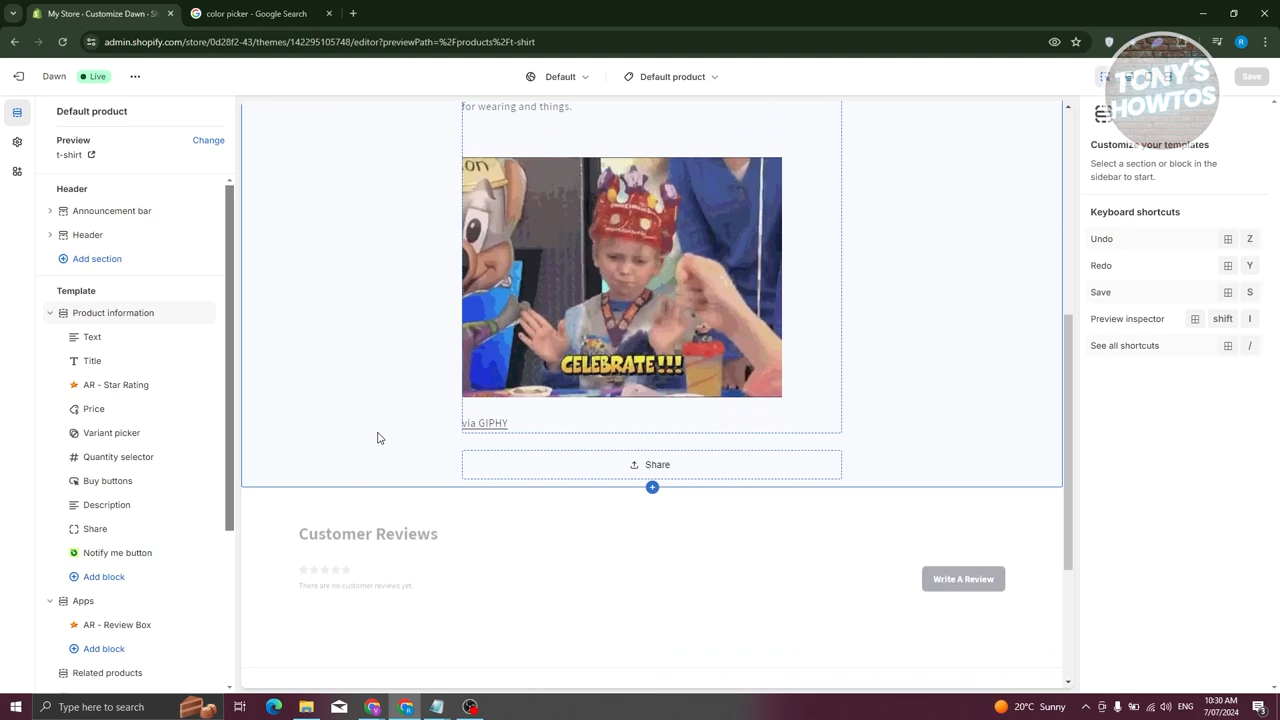 My Store · Customize Dawn · S
color picker - Google Search
admin.shopify.com/store/0d28f2-43/themes/142295105748/editor?previewPath=%2Fproducts%2Ft-shirt
Dawn
Live
Default
Default product
Save
TONY'S
HOWTOS
Default product
Preview
Change
t-shirt
Header
Announcement bar
Header
Add section
Template
Product information
Text
Title
AR - Star Rating
Price
Variant picker
Quantity selector
Buy buttons
Description
Share
Notify me button
Add block
Apps
AR - Review Box
Add block
Related products
for wearing and things.
CELEBRATE!!!
via GIPHY
Share
Customer Reviews
There are no customer reviews yet.
Write A Review
Customize your templates
Select a section or block in the
sidebar to start.
Keyboard shortcuts
Undo Z
Redo Y
Save S
Preview inspector shift I
See all shortcuts /
Type here to search
20°C Sunny
ENG
10:30 AM
7/07/2024